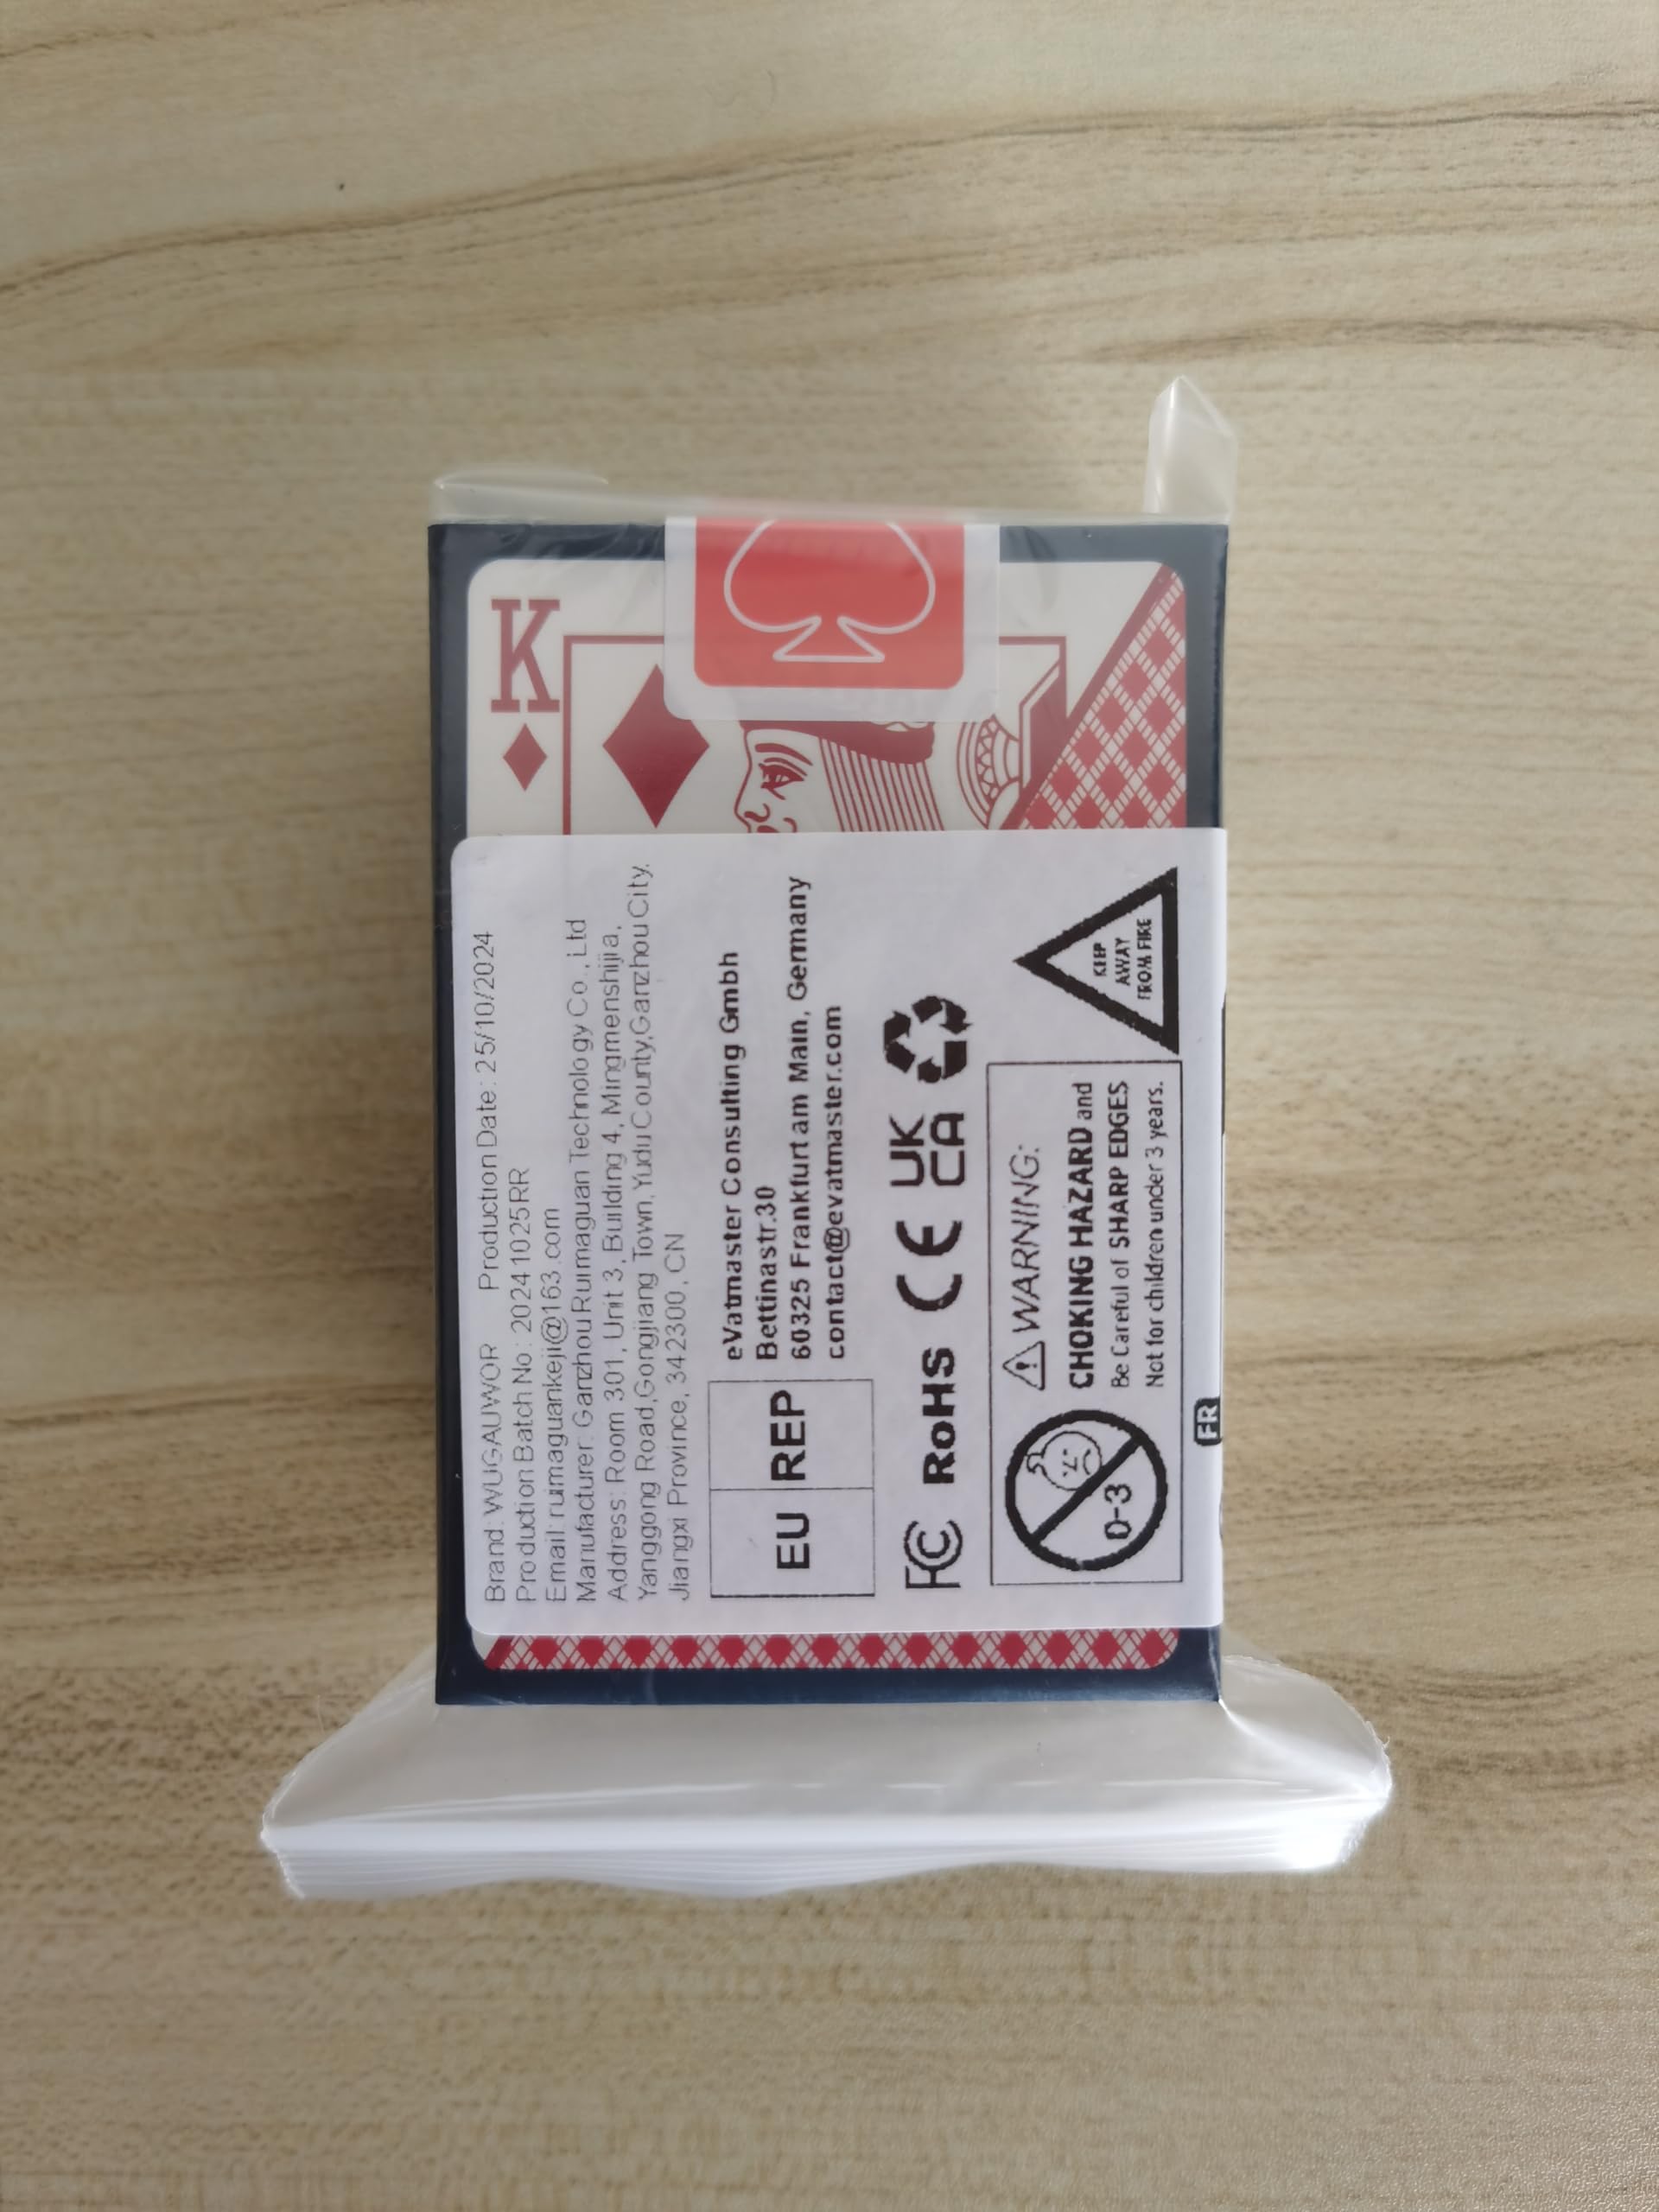 K
Brand: WUGAUWOR Production Date: 25/10/2024
Production Batch No: 20241025RR
Email: ruimaguankeji@163.com
Manufacturer: Ganzhou Ruimaguan Technology Co., Ltd
Address: Room 301, Unit 3, Building 4, Mingmenshijia,
Yanggong Road,Gongjiang Town,Yudu County,Ganzhou City.
Jiangxi Province, 342300, CN
EU REP
eVatmaster Consulting Gmbh
Bettinastr.30
60325 Frankfurt am Main, Germany
contact@evatmaster.com
FC RoHS CE UK
CA
0-3
WARNING:
CHOKING HAZARD and
Be Careful of SHARP EDGES
Not for children under 3 years.
KEEP
AWAY
FROM FIRE
FR